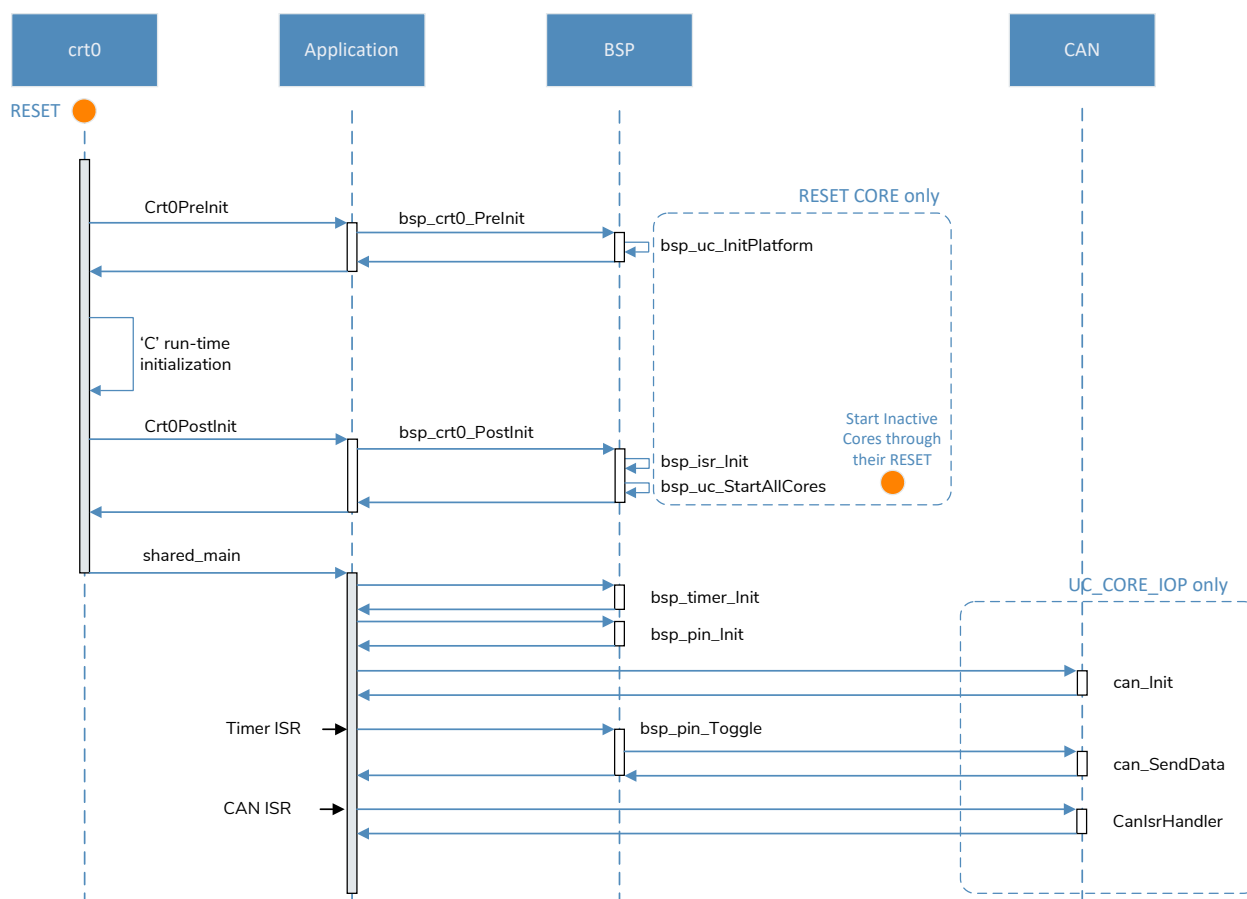 crt0
Application
BSP
CAN
RESET
RESET CORE only
Crt0PreInit
bsp_crt0_PreInit
bsp_uc_InitPlatform
‘C’ run-time
initialization
Crt0PostInit
bsp_crt0_PostInit
Start Inactive
Cores through
their RESET
bsp_isr_Init
bsp_uc_StartAllCores
shared_main
UC_CORE_IOP only
bsp_timer_Init
bsp_pin_Init
can_Init
Timer ISR
bsp_pin_Toggle
can_SendData
CAN ISR
CanIsrHandler